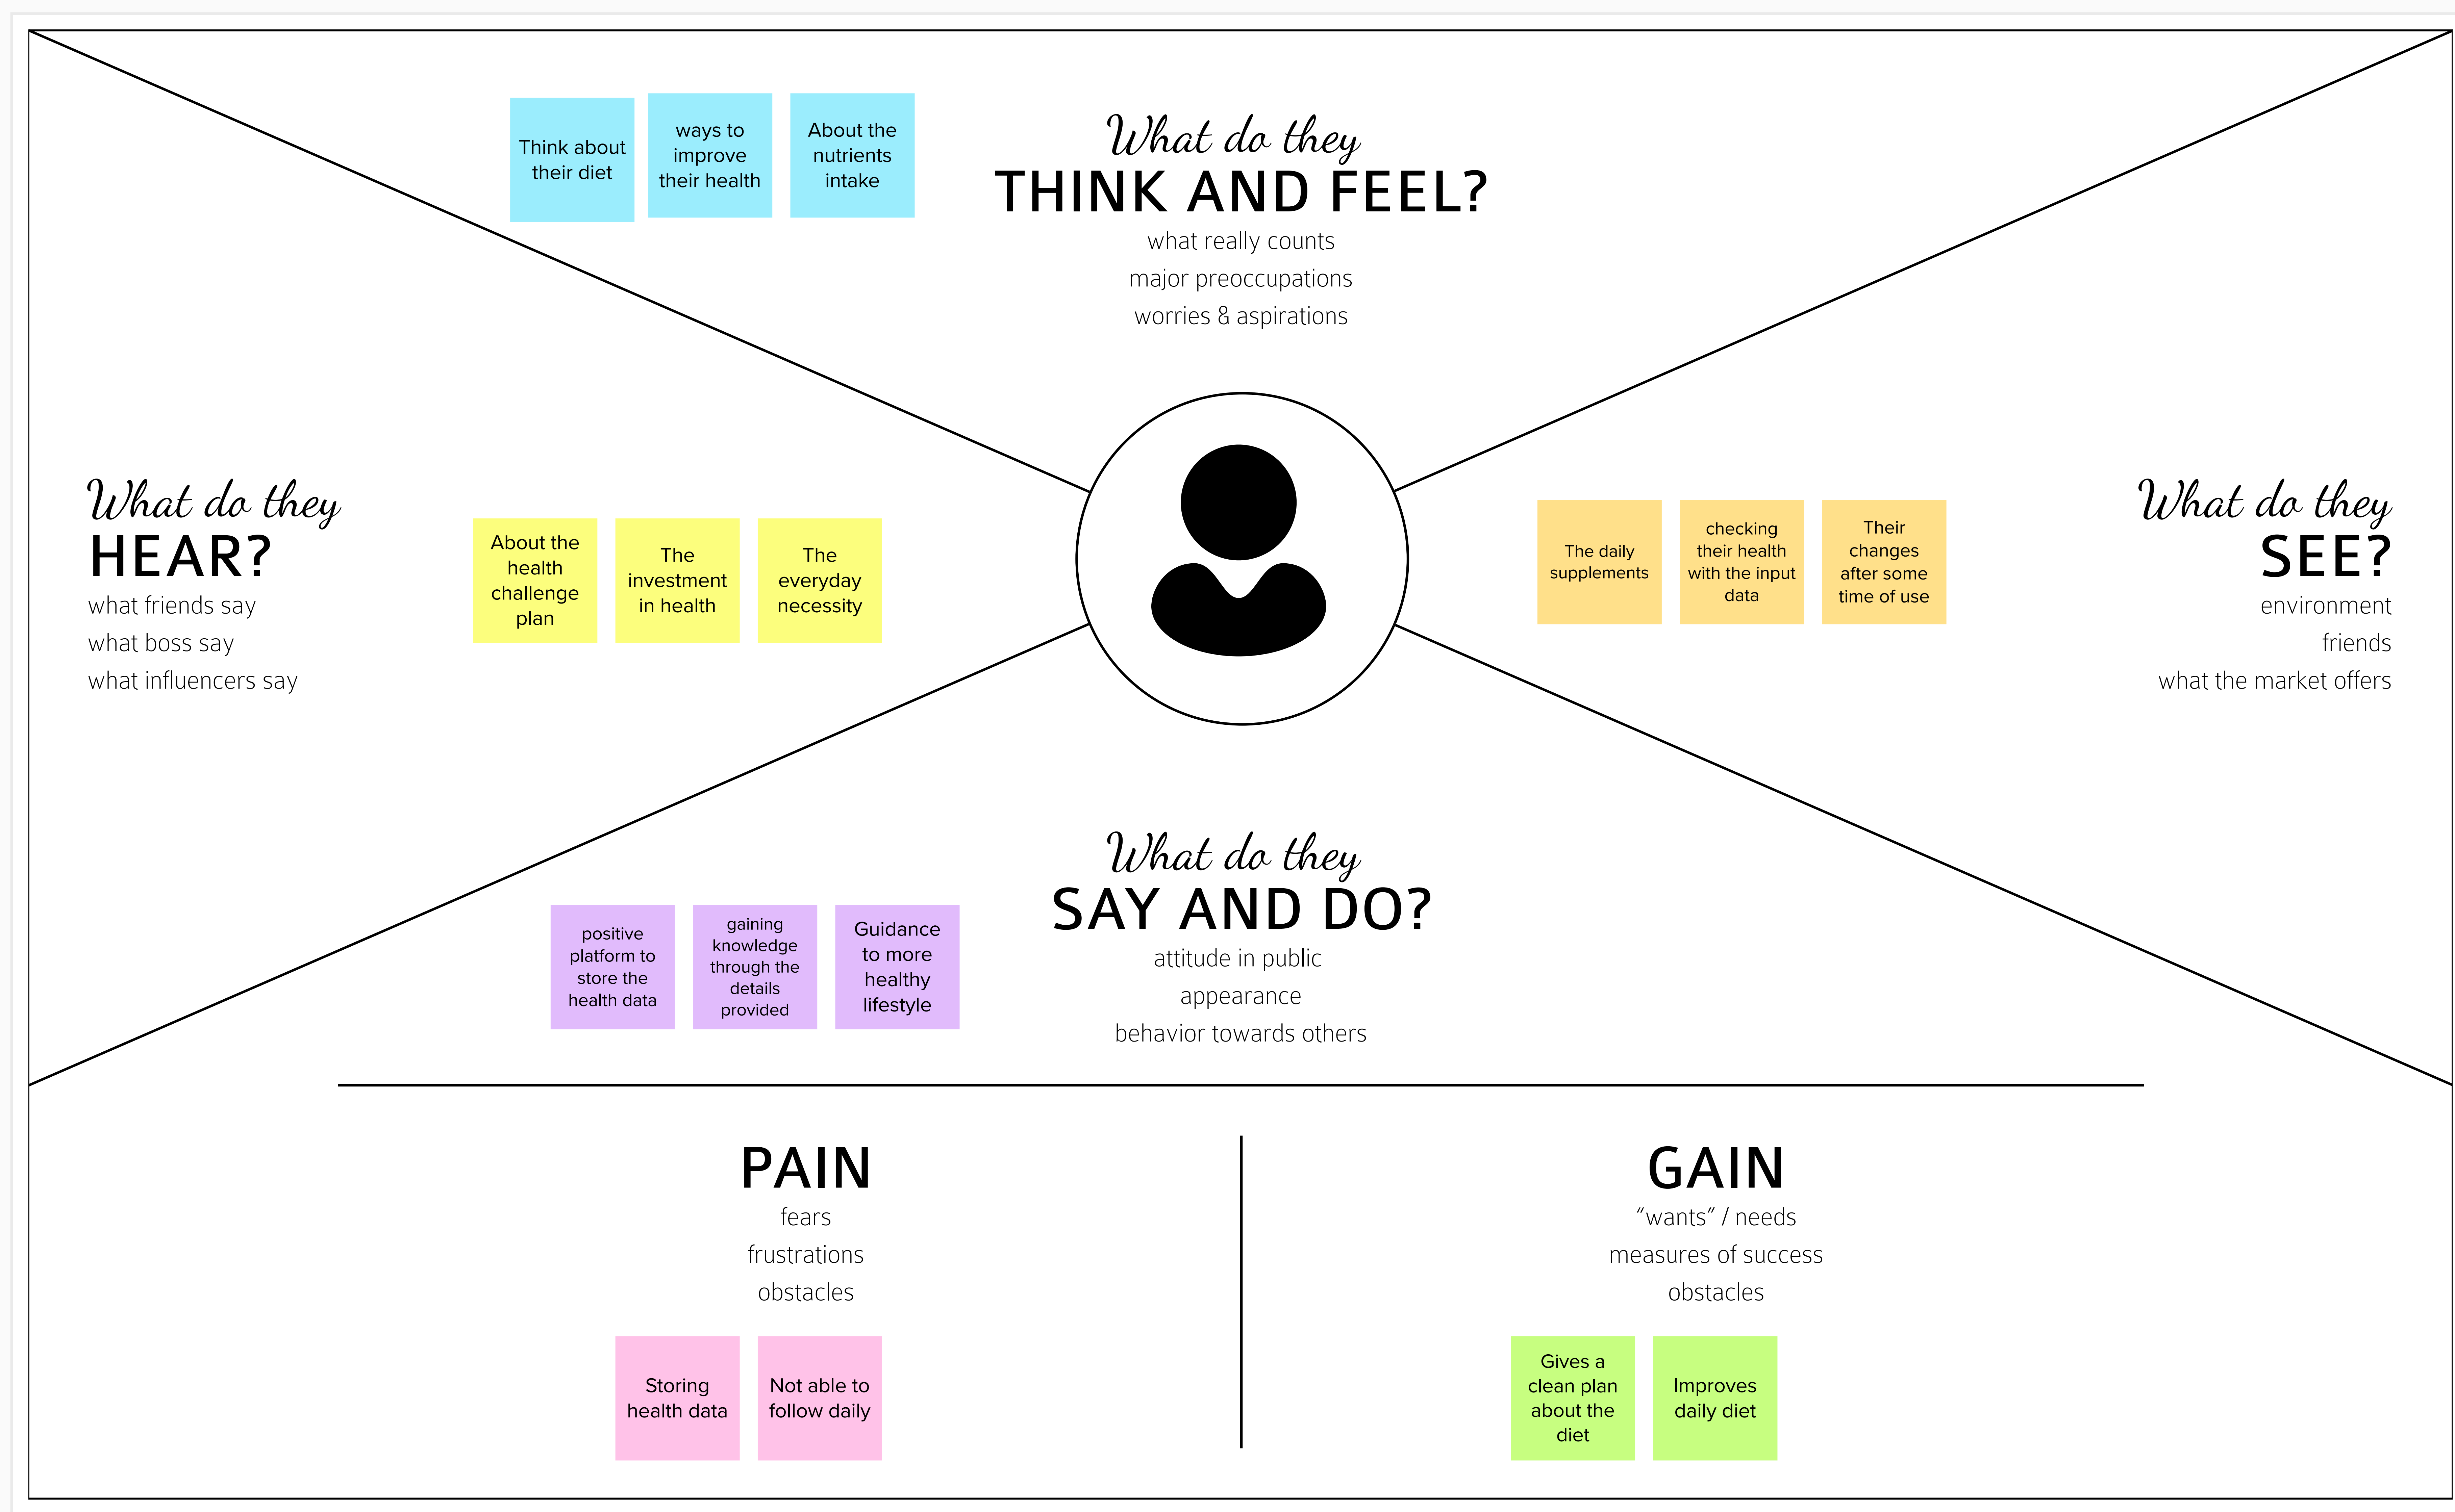 Think about
their diet
ways to
improve
their health
About the
nutrients
intake
What do they
THINK AND FEEL?
what really counts
major preoccupations
worries & aspirations
What do they
HEAR?
what friends say
what boss say
what influencers say
About the
health
challenge
plan
The
investment
in health
The
everyday
necessity
The daily
supplements
checking
their health
with the input
data
Their
changes
after some
time of use
What do they
SEE?
environment
friends
what the market offers
What do they
SAY AND DO?
attitude in public
appearance
behavior towards others
positive
platform to
store the
health data
gaining
knowledge
through the
details
provided
Guidance
to more
healthy
lifestyle
PAIN
fears
frustrations
obstacles
Storing
health data
Not able to
follow daily
GAIN
“wants” / needs
measures of success
obstacles
Gives a
clean plan
about the
diet
Improves
daily diet